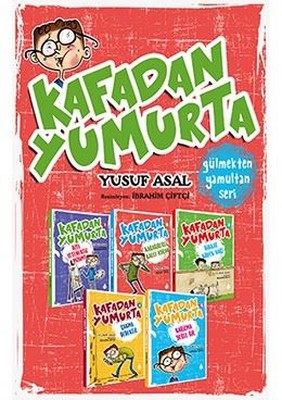 KAFADAN
YUMURTA
gülmekten
yamultan
seri
YUSUF ASAL
Resimleyen: İBRAHİM ÇİFTÇİ
KAFADAN
YUMURTA
KAFADAN
YUMURTA
KAFADAN
YUMURTA
KAFADAN
YUMURTA
KAFADAN
YUMURTA